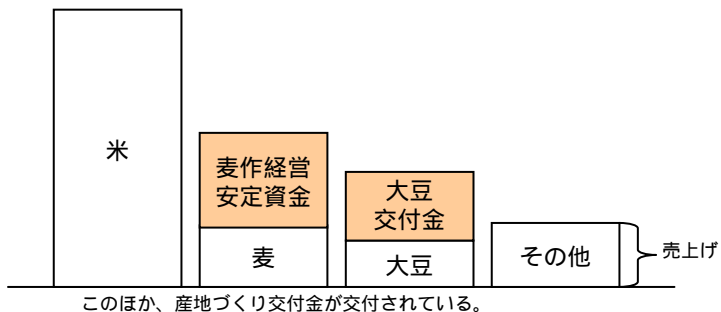 米
麦作経営
安定資金
麦
大豆
交付金
大豆
その他
売上げ
このほか、産地づくり交付金が交付されている。